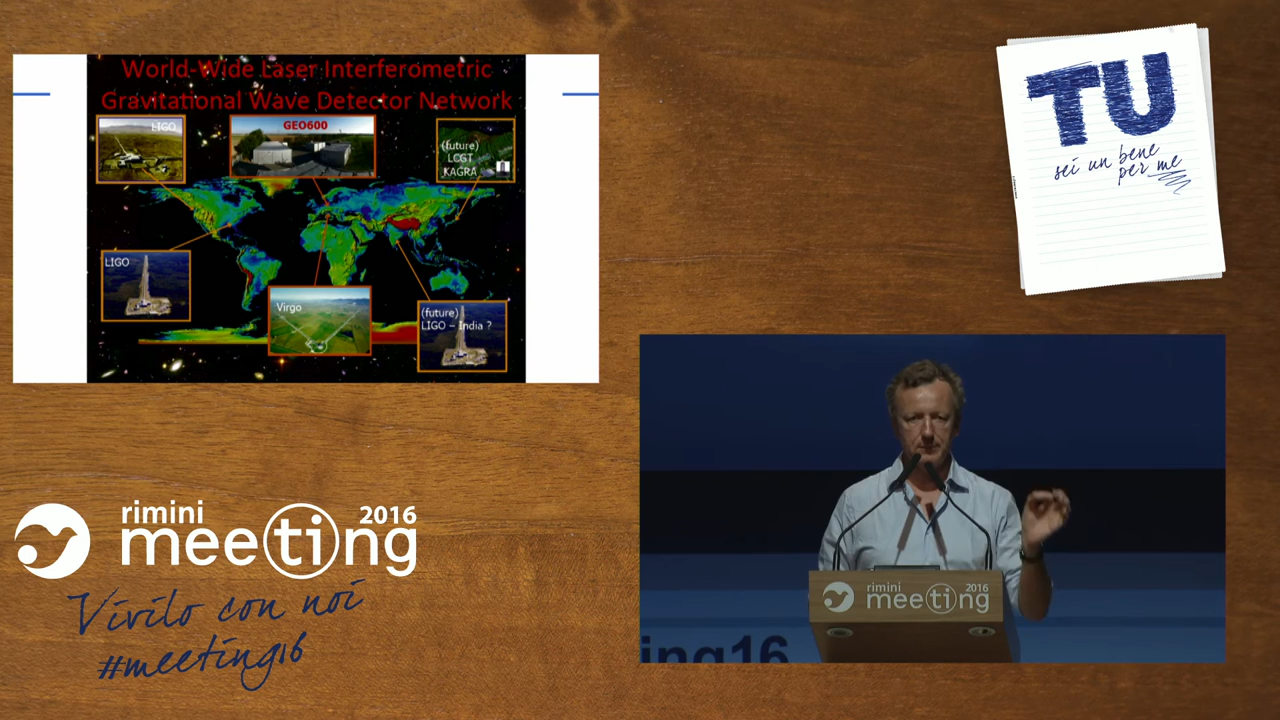 World-Wide Laser Interferometric
Gravitational Wave Detector Network
LIGO
GEO600
(future)
LCGT
KAGRA
LIGO
Virgo
(future)
LIGO – India ?
TU
sei un bene
per me
rimini
meeting
2016
Vivilo con noi
#meeting16
rimini
meeting
2016
ing16